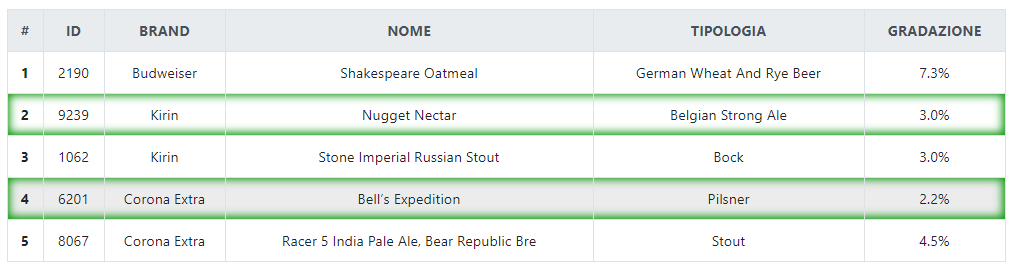 # ID BRAND NOME TIPOLOGIA GRADAZIONE
1 2190 Budweiser Shakespeare Oatmeal German Wheat And Rye Beer 7.3%
2 9239 Kirin Nugget Nectar Belgian Strong Ale 3.0%
3 1062 Kirin Stone Imperial Russian Stout Bock 3.0%
4 6201 Corona Extra Bell’s Expedition Pilsner 2.2%
5 8067 Corona Extra Racer 5 India Pale Ale, Bear Republic Bre Stout 4.5%